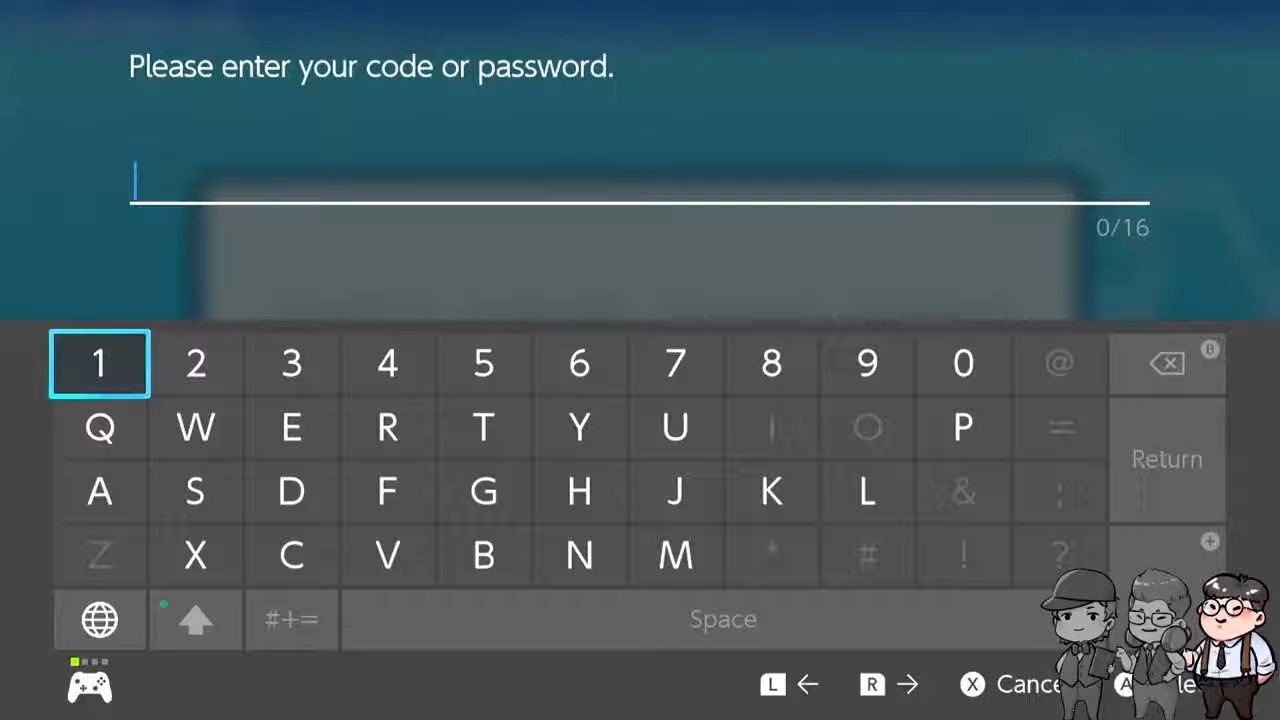 Please enter your code or password.
0/16
1 2 3 4 5 6 7 8 9 0 @ B
Q W E R T Y U I O P = Return
A S D F G H J K L & ;
Z X C V B N M * # ! ? +
#+= Space
L ← R → X Cance A le